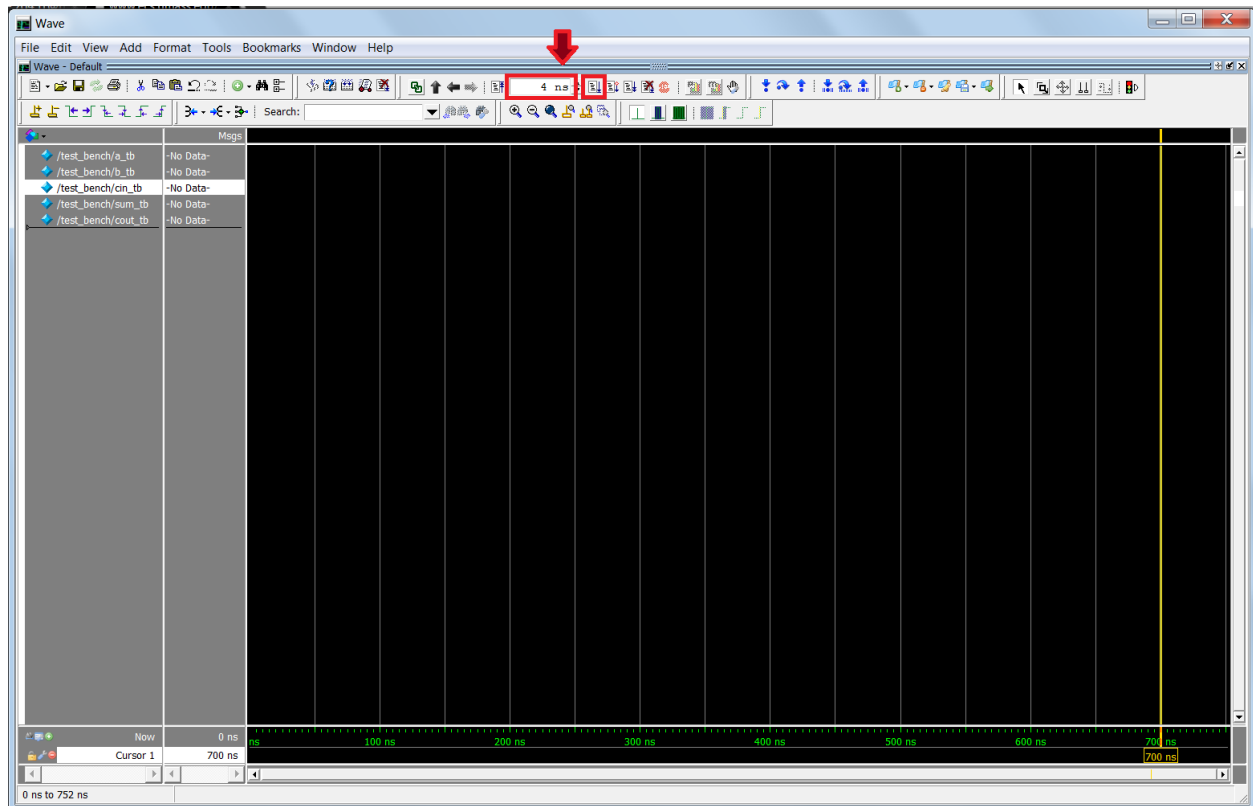 Wave
File Edit View Add Format Tools Bookmarks Window Help
Wave - Default
4 ns
Search:
Msgs
/test_bench/a_tb -No Data-
/test_bench/b_tb -No Data-
/test_bench/cin_tb -No Data-
/test_bench/sum_tb -No Data-
/test_bench/cout_tb -No Data-
Now 0 ns
ns 100 ns 200 ns 300 ns 400 ns 500 ns 600 ns 700 ns
Cursor 1 700 ns 700 ns
0 ns to 752 ns